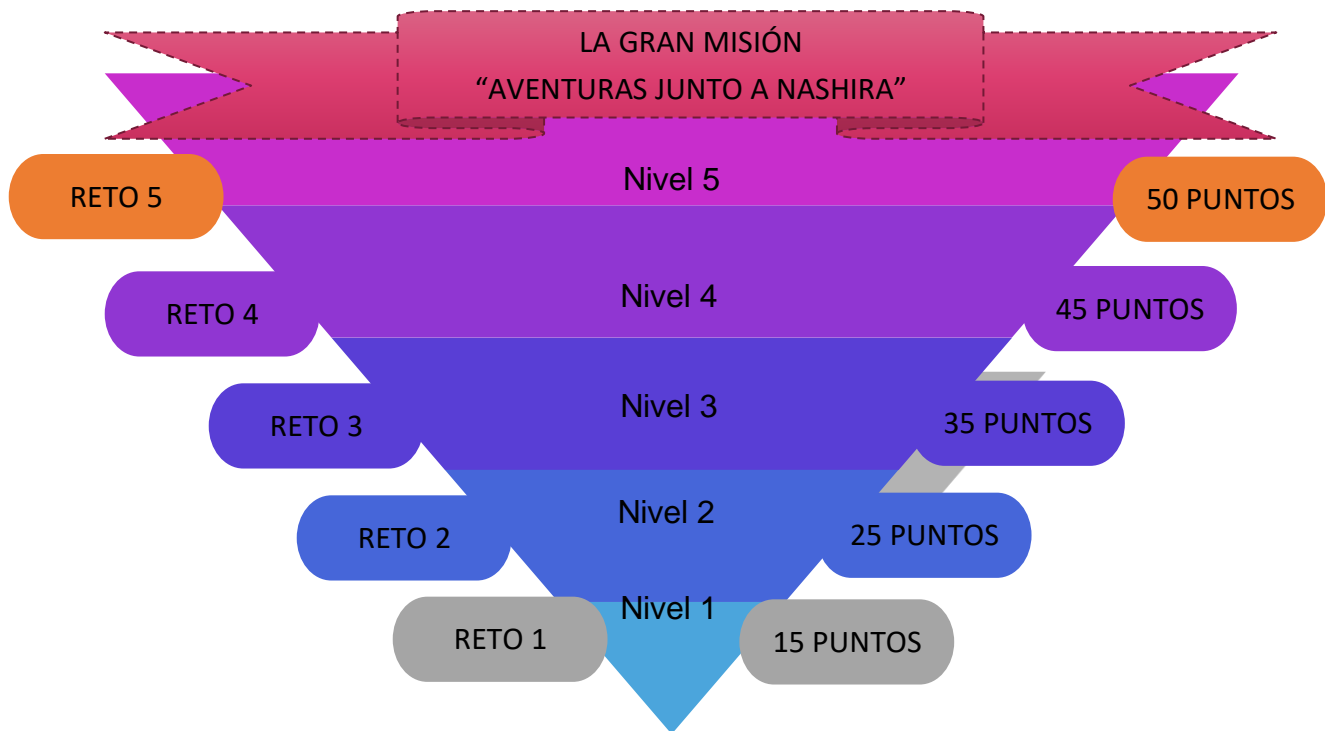 LA GRAN MISIÓN
“AVENTURAS JUNTO A NASHIRA”
Nivel 5
RETO 5
50 PUNTOS
Nivel 4
RETO 4
45 PUNTOS
Nivel 3
RETO 3
35 PUNTOS
Nivel 2
RETO 2
25 PUNTOS
Nivel 1
RETO 1
15 PUNTOS